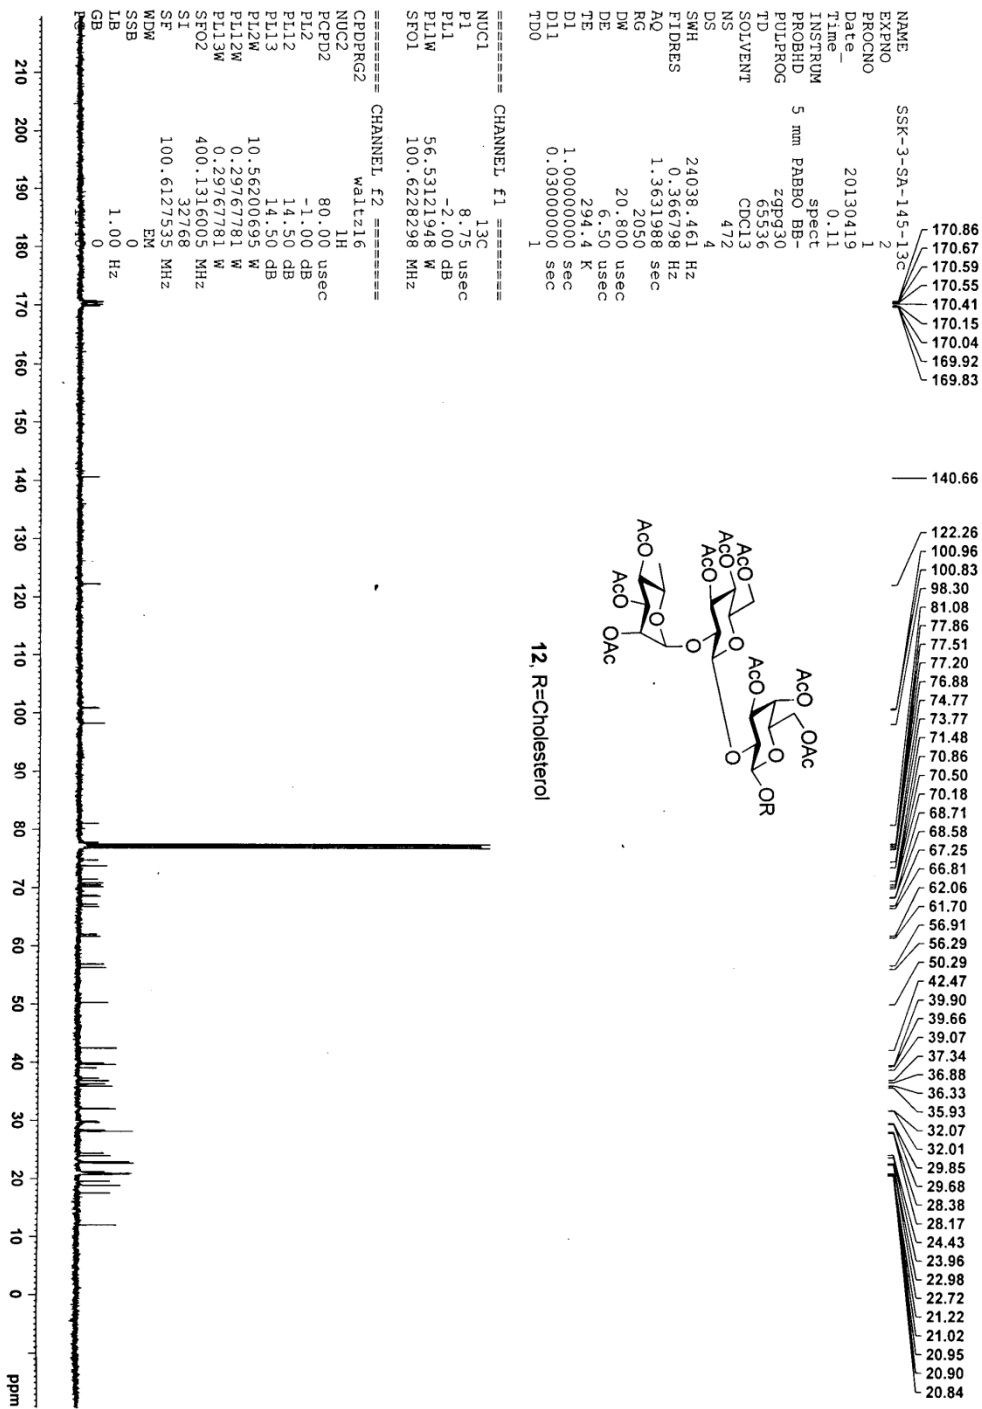 NAME SSK-3-SA-145-13c
EXPNO 2
PROCNO 1
Date_ 20130419
Time 0.11
INSTRUM spect
PROBHD 5 mm PABBO BB-
PULPROG zgpg30
TD 65536
SOLVENT CDCl3
NS 472
DS 4
SWH 24038.461 Hz
FIDRES 0.366798 Hz
AQ 1.3631988 sec
RG 2050
DW 20.800 usec
DE 6.50 usec
TE 294.4 K
D1 1.00000000 sec
D11 0.03000000 sec
TD0 1
======== CHANNEL f1 ========
NUC1 13C
P1 8.75 usec
PL1 -2.00 dB
PL1W 56.53121948 W
SFO1 100.6228298 MHz
======== CHANNEL f2 ========
CPDPRG2 waltz16
NUC2 1H
PCPD2 80.00 usec
PL2 -1.00 dB
PL12 14.50 dB
PL13 14.50 dB
PL2W 10.56200695 W
PL12W 0.29767781 W
PL13W 0.29767781 W
SFO2 400.1316005 MHz
SI 32768
SF 100.6127535 MHz
WDW EM
SSB 0
LB 1.00 Hz
GB 0
170.86
170.67
170.59
170.55
170.41
170.15
170.04
169.92
169.83
140.66
122.26
100.96
100.83
98.30
81.08
77.86
77.51
77.20
76.88
74.77
73.77
71.48
70.86
70.50
70.18
68.71
68.58
67.25
66.81
62.06
61.70
56.91
56.29
50.29
42.47
39.90
39.66
39.07
37.34
36.88
36.33
35.93
32.07
32.01
29.85
29.68
28.38
28.17
24.43
23.96
22.98
22.72
21.22
21.02
20.95
20.90
20.84
AcO
OAc
AcO
O
OR
O
AcO
AcO
AcO
O
O
AcO
AcO
O
OAc
12, R=Cholesterol
210 200 190 180 170 160 150 140 130 120 110 100 90 80 70 60 50 40 30 20 10 0 ppm